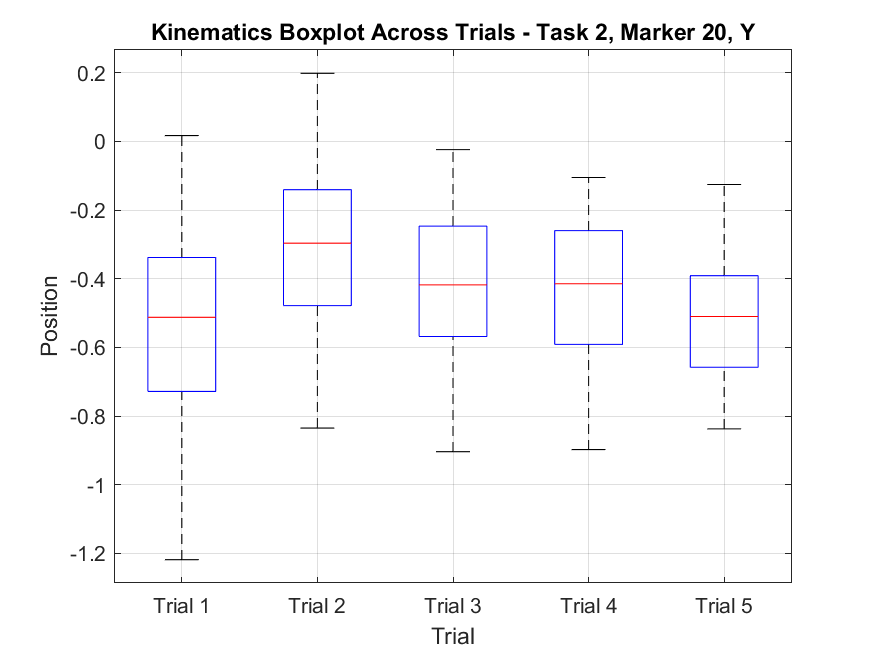 Kinematics Boxplot Across Trials - Task 2, Marker 20, Y
0.2
0
-0.2
-0.4
-0.6
-0.8
-1
-1.2
Position
Trial 1 Trial 2 Trial 3 Trial 4 Trial 5
Trial